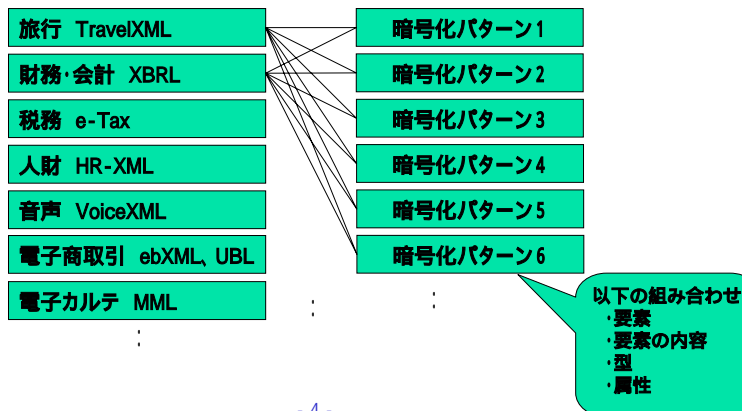 旅行 TravelXML
財務・会計 XBRL
税務 e-Tax
人財 HR-XML
音声 VoiceXML
電子商取引 ebXML、UBL
電子カルテ MML
:
:
暗号化パターン1
暗号化パターン2
暗号化パターン3
暗号化パターン4
暗号化パターン5
暗号化パターン6
:
以下の組み合わせ
・要素
・要素の内容
・型
・属性
- 4 -